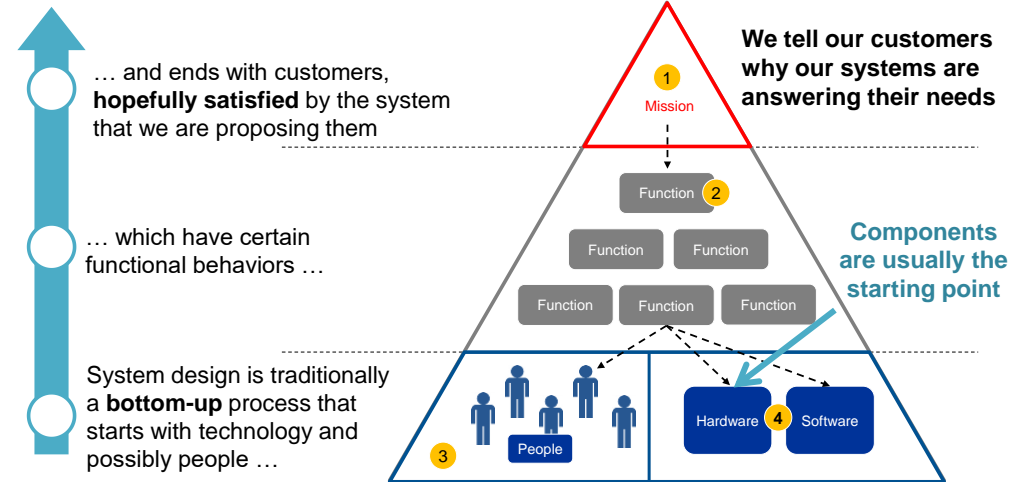 We tell our customers
why our systems are
answering their needs
… and ends with customers,
hopefully satisfied by the system
that we are proposing them
1
Mission
Function
2
… which have certain
functional behaviors …
Function
Function
Components
are usually the
starting point
Function
Function
Function
System design is traditionally
a bottom-up process that
starts with technology and
possibly people …
Hardware
4
Software
People
3